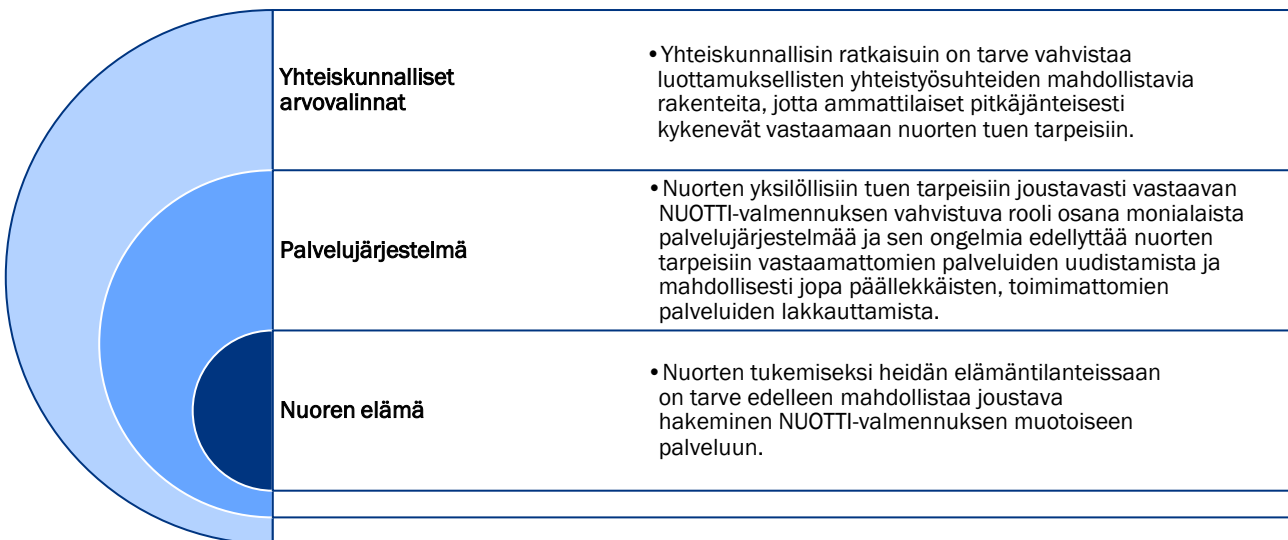 Yhteiskunnalliset
arvovalinnat
•Yhteiskunnallisin ratkaisuin on tarve vahvistaa
luottamuksellisten yhteistyösuhteiden mahdollistavia
rakenteita, jotta ammattilaiset pitkäjänteisesti
kykenevät vastaamaan nuorten tuen tarpeisiin.
Palvelujärjestelmä
•Nuorten yksilöllisiin tuen tarpeisiin joustavasti vastaavan
NUOTTI-valmennuksen vahvistuva rooli osana monialaista
palvelujärjestelmää ja sen ongelmia edellyttää nuorten
tarpeisiin vastaamattomien palveluiden uudistamista ja
mahdollisesti jopa päällekkäisten, toimimattomien
palveluiden lakkauttamista.
Nuoren elämä
•Nuorten tukemiseksi heidän elämäntilanteissaan
on tarve edelleen mahdollistaa joustava
hakeminen NUOTTI-valmennuksen muotoiseen
palveluun.